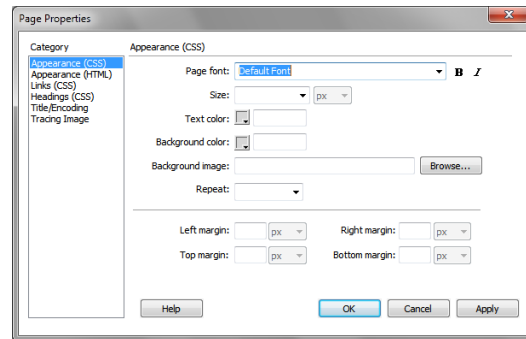 Page Properties
Category
Appearance (CSS)
Appearance (HTML)
Links (CSS)
Headings (CSS)
Title/Encoding
Tracing Image
Appearance (CSS)
Page font: Default Font B I
Size: px
Text color:
Background color:
Background image: Browse...
Repeat:
Left margin: px Right margin: px
Top margin: px Bottom margin: px
Help OK Cancel Apply